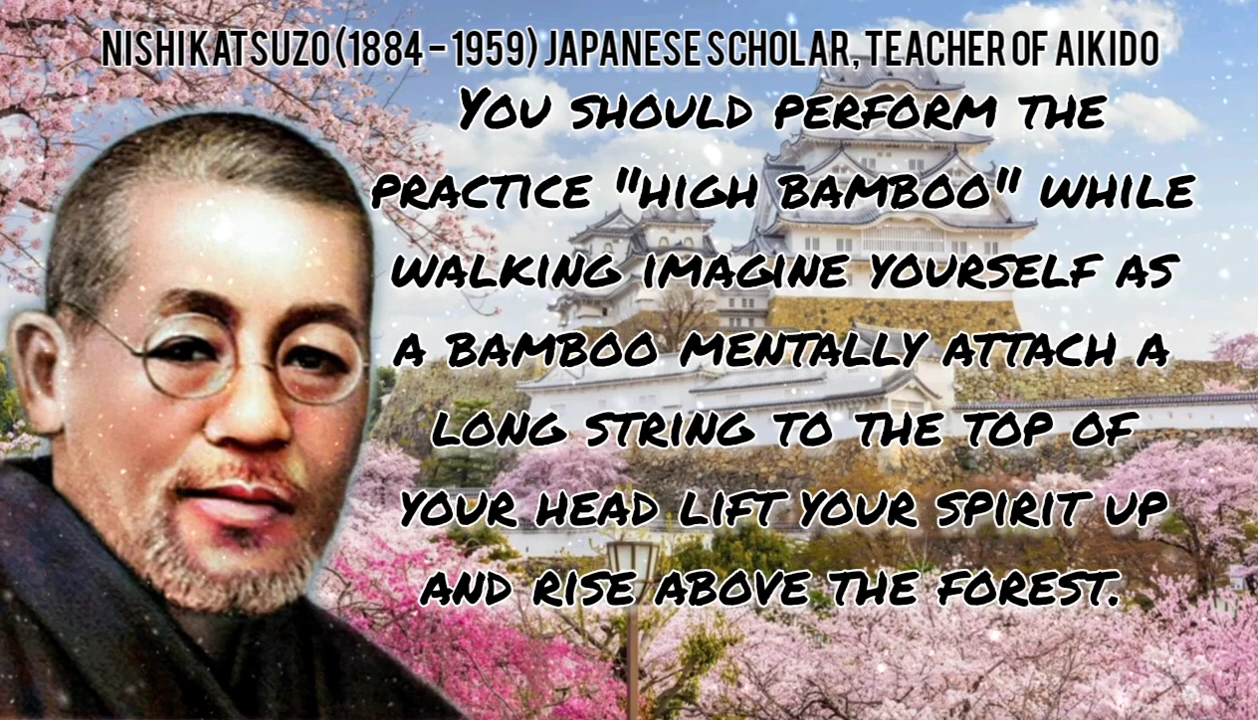 NISHI KATSUZO (1884 – 1959) JAPANESE SCHOLAR, TEACHER OF AIKIDO
YOU SHOULD PERFORM THE
PRACTICE "HIGH BAMBOO" WHILE
WALKING IMAGINE YOURSELF AS
A BAMBOO MENTALLY ATTACH A
LONG STRING TO THE TOP OF
YOUR HEAD LIFT YOUR SPIRIT UP
AND RISE ABOVE THE FOREST.